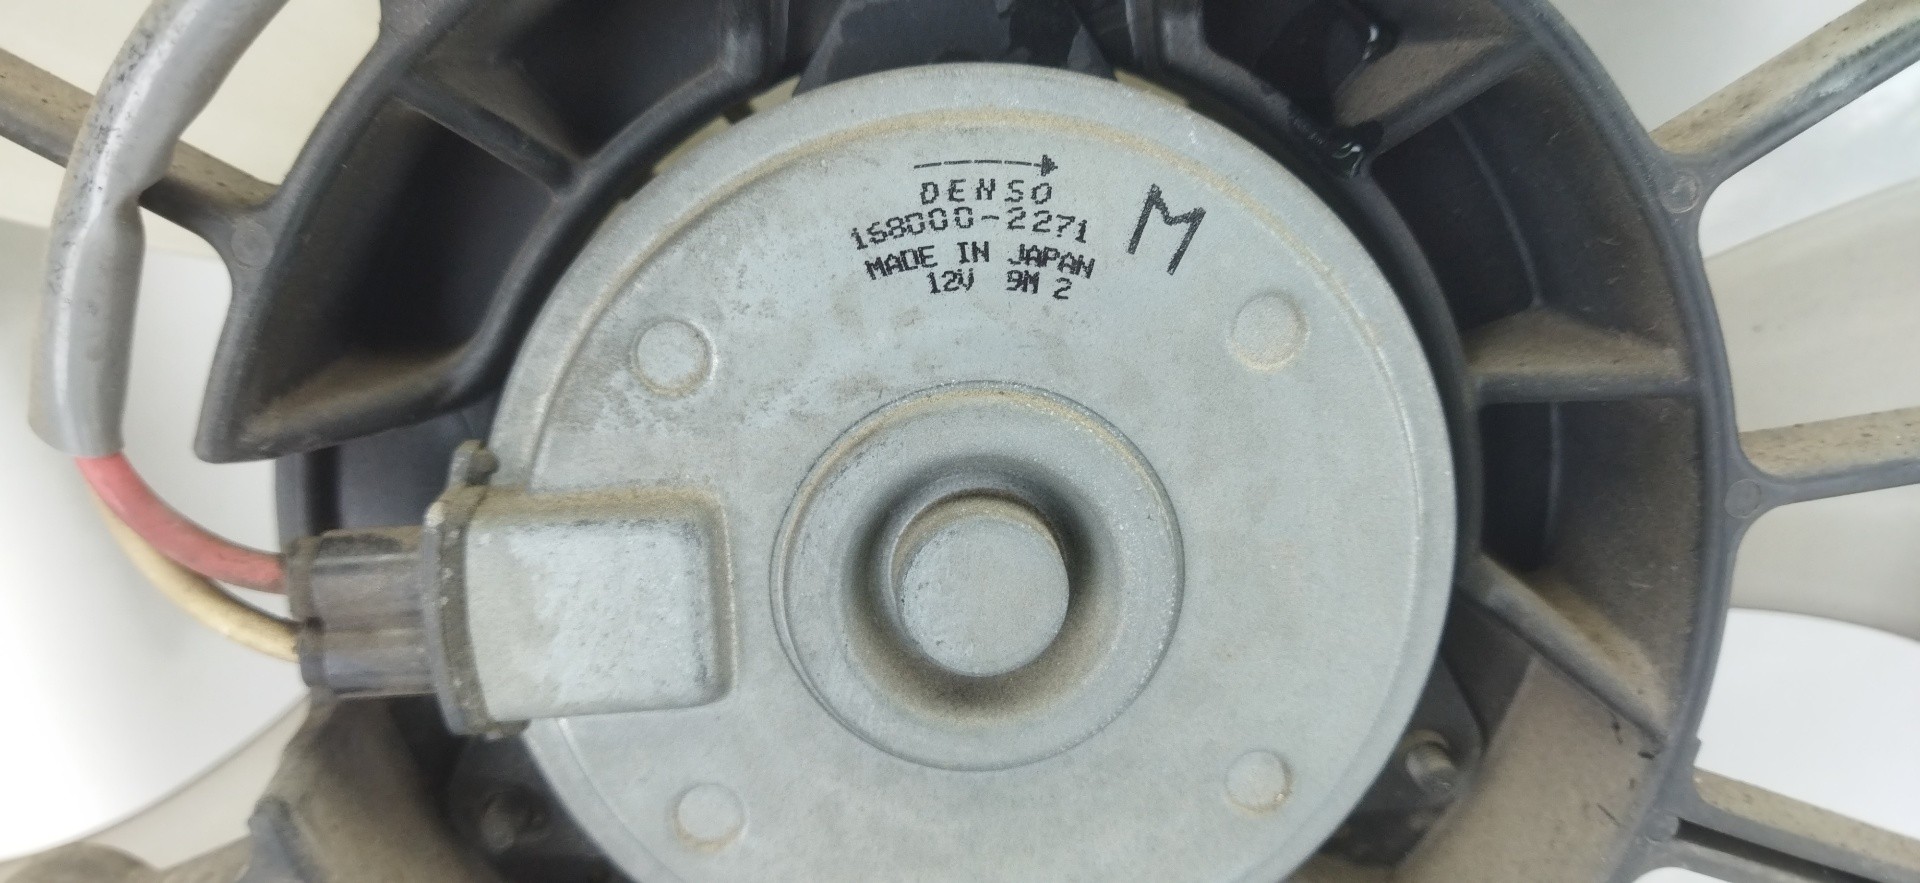 DENSO
168000-2271
M
MADE IN JAPAN
12V 9M 2